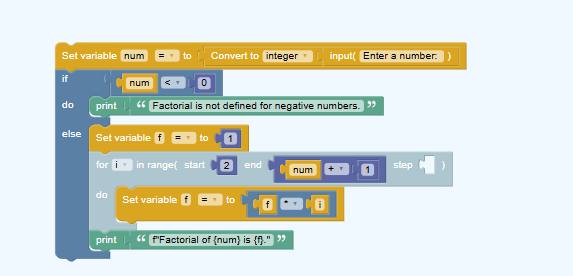 Set variable num = to Convert to integer input( Enter a number: )
if num < 0
do print “ Factorial is not defined for negative numbers. ”
else Set variable f = to 1
for i in range( start 2 end num + 1 step )
do Set variable f = to f * i
print “ f"Factorial of {num} is {f}." ”